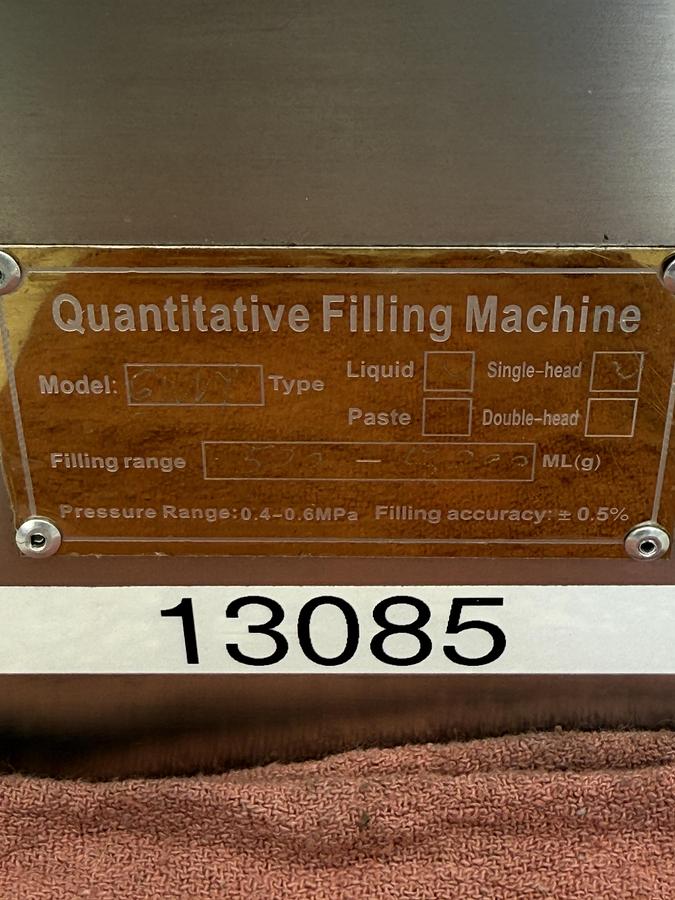 Quantitative Filling Machine
Model: Type Liquid Single-head
Paste Double-head
Filling range — ML(g)
Pressure Range:0.4-0.6MPa Filling accuracy: ± 0.5%
13085